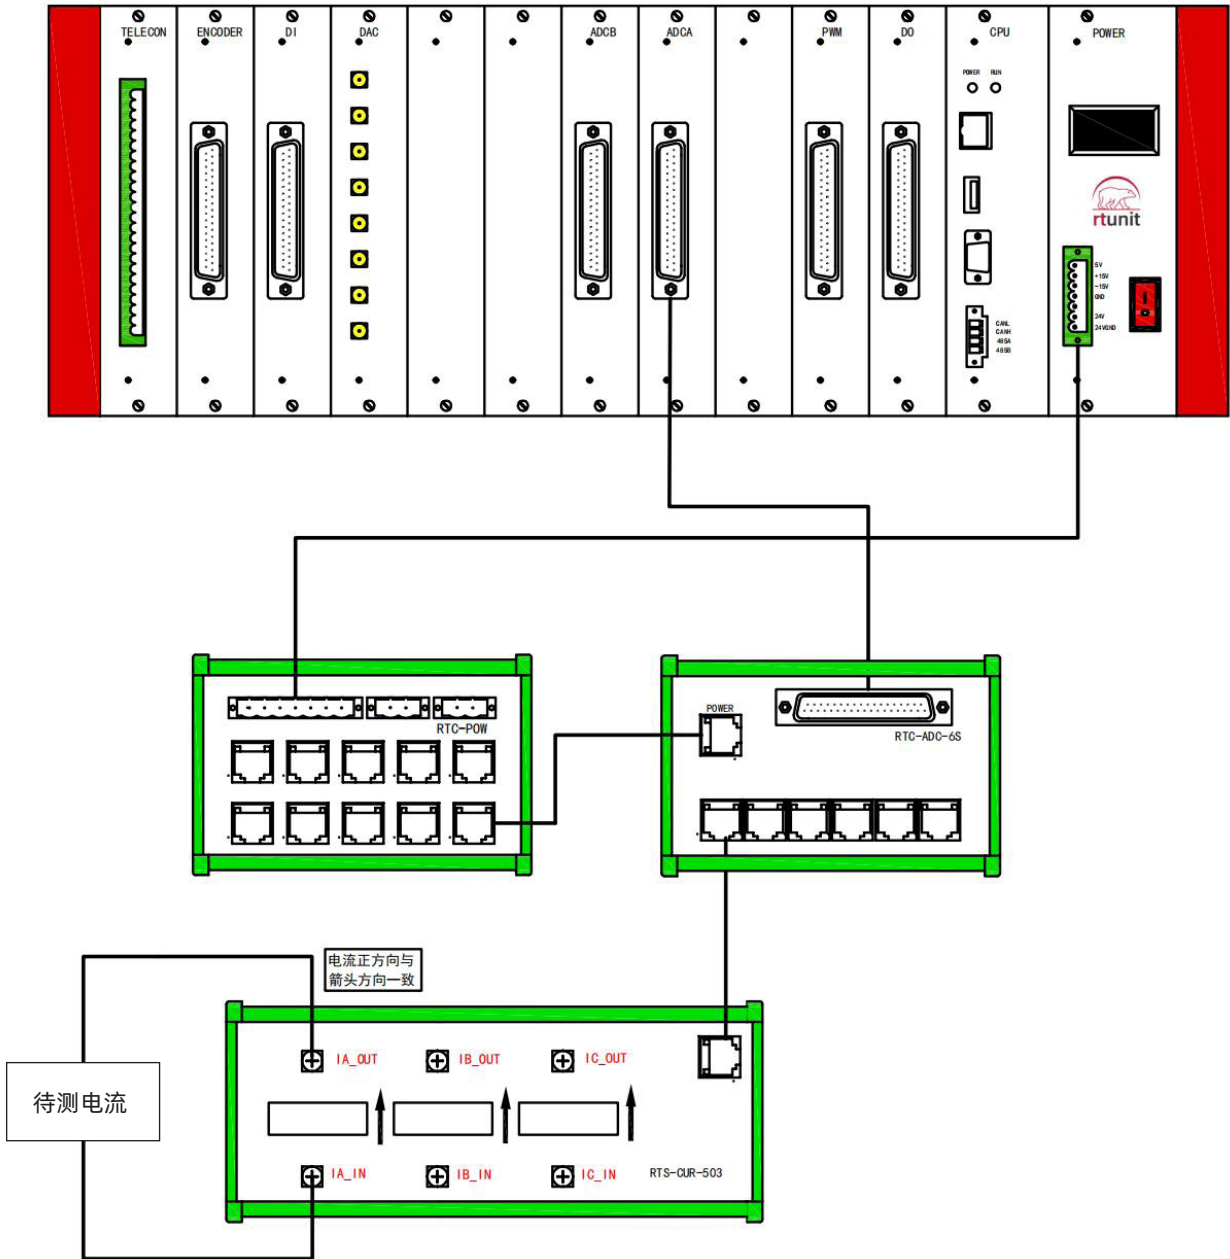 TELECON
ENCODER
DI
DAC
ADCB
ADCA
PWM
DO
CPU
POWER
POWER RUN
rtunit
5V
+15V
-15V
GND
24V
24VGND
CANL
CANH
485A
485B
RTC-POW
POWER
RTC-ADC-6S
电流正方向与
箭头方向一致
IA_OUT
IB_OUT
IC_OUT
待测电流
IA_IN
IB_IN
IC_IN
RTS-CUR-503